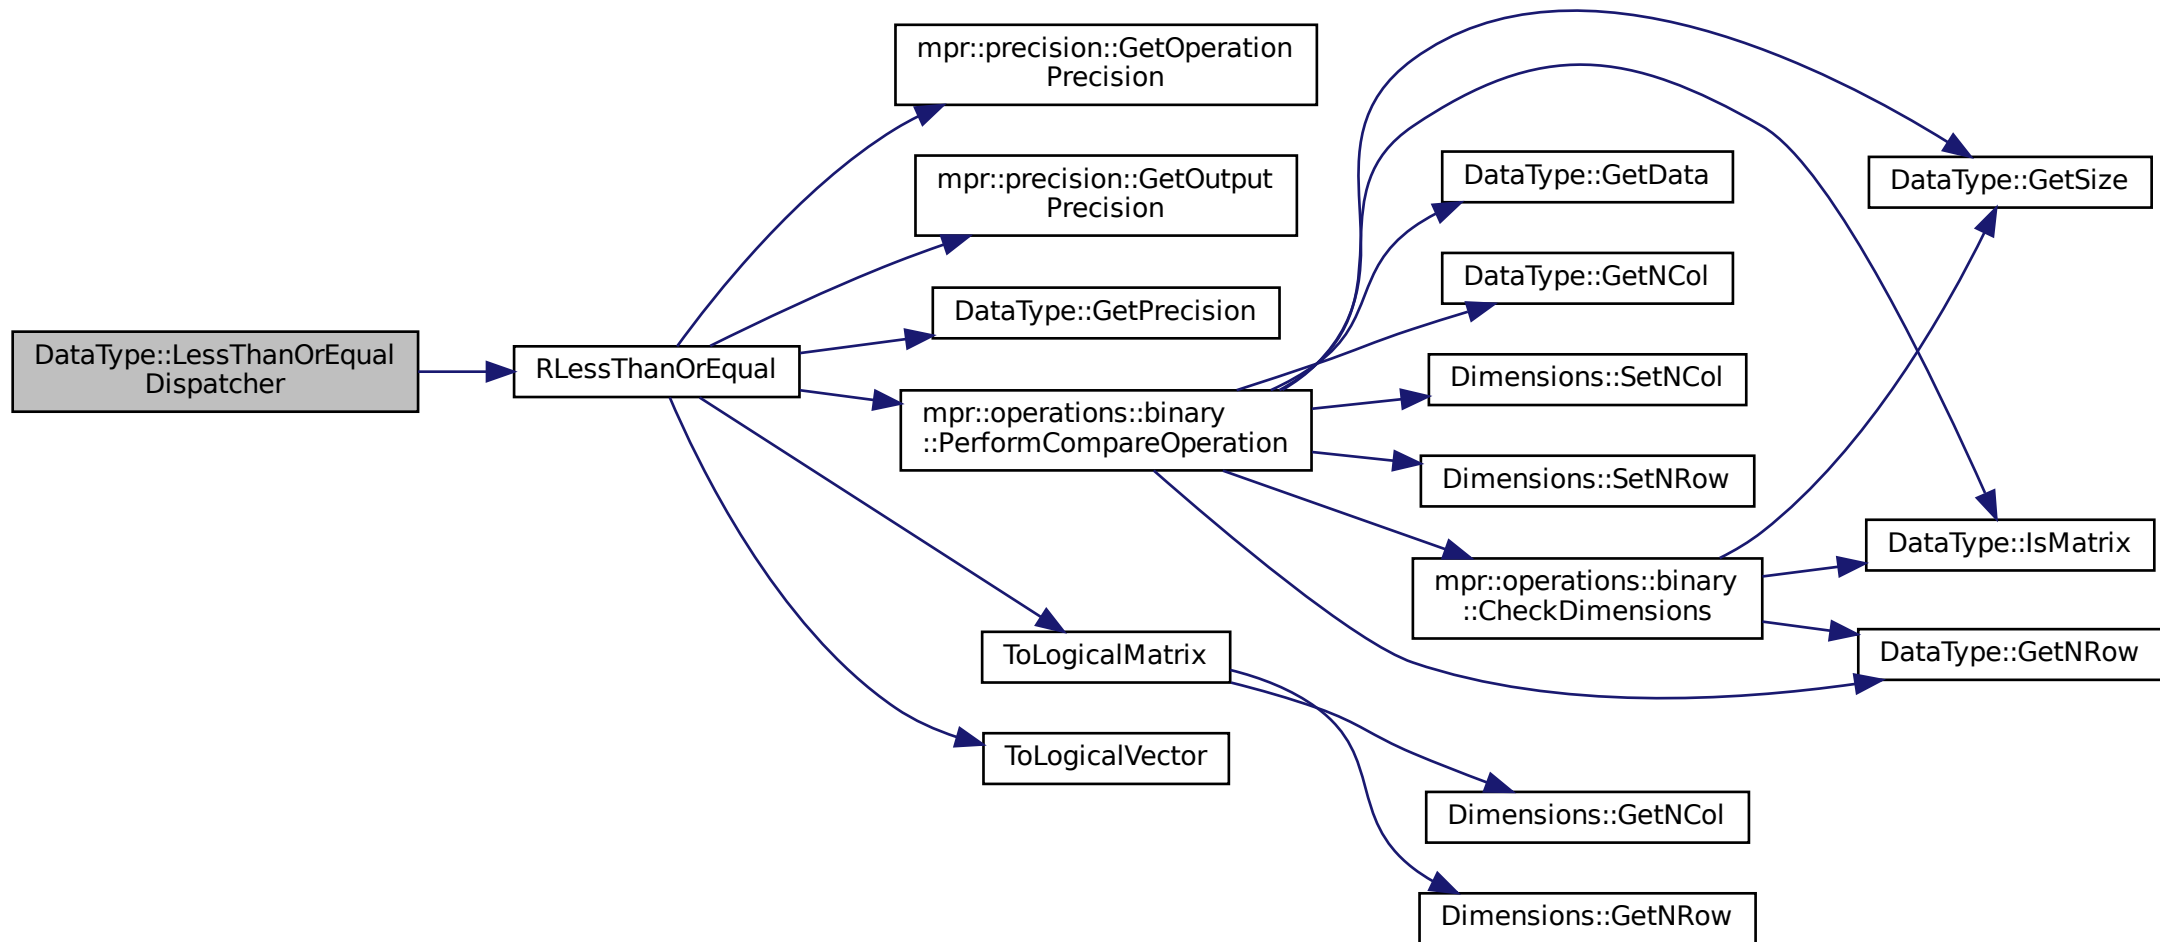 DataType::LessThanOrEqual
Dispatcher
RLessThanOrEqual
mpr::precision::GetOperation
Precision
mpr::precision::GetOutput
Precision
DataType::GetPrecision
mpr::operations::binary
::PerformCompareOperation
ToLogicalMatrix
ToLogicalVector
DataType::GetData
DataType::GetNCol
Dimensions::SetNCol
Dimensions::SetNRow
mpr::operations::binary
::CheckDimensions
Dimensions::GetNCol
Dimensions::GetNRow
DataType::GetSize
DataType::IsMatrix
DataType::GetNRow